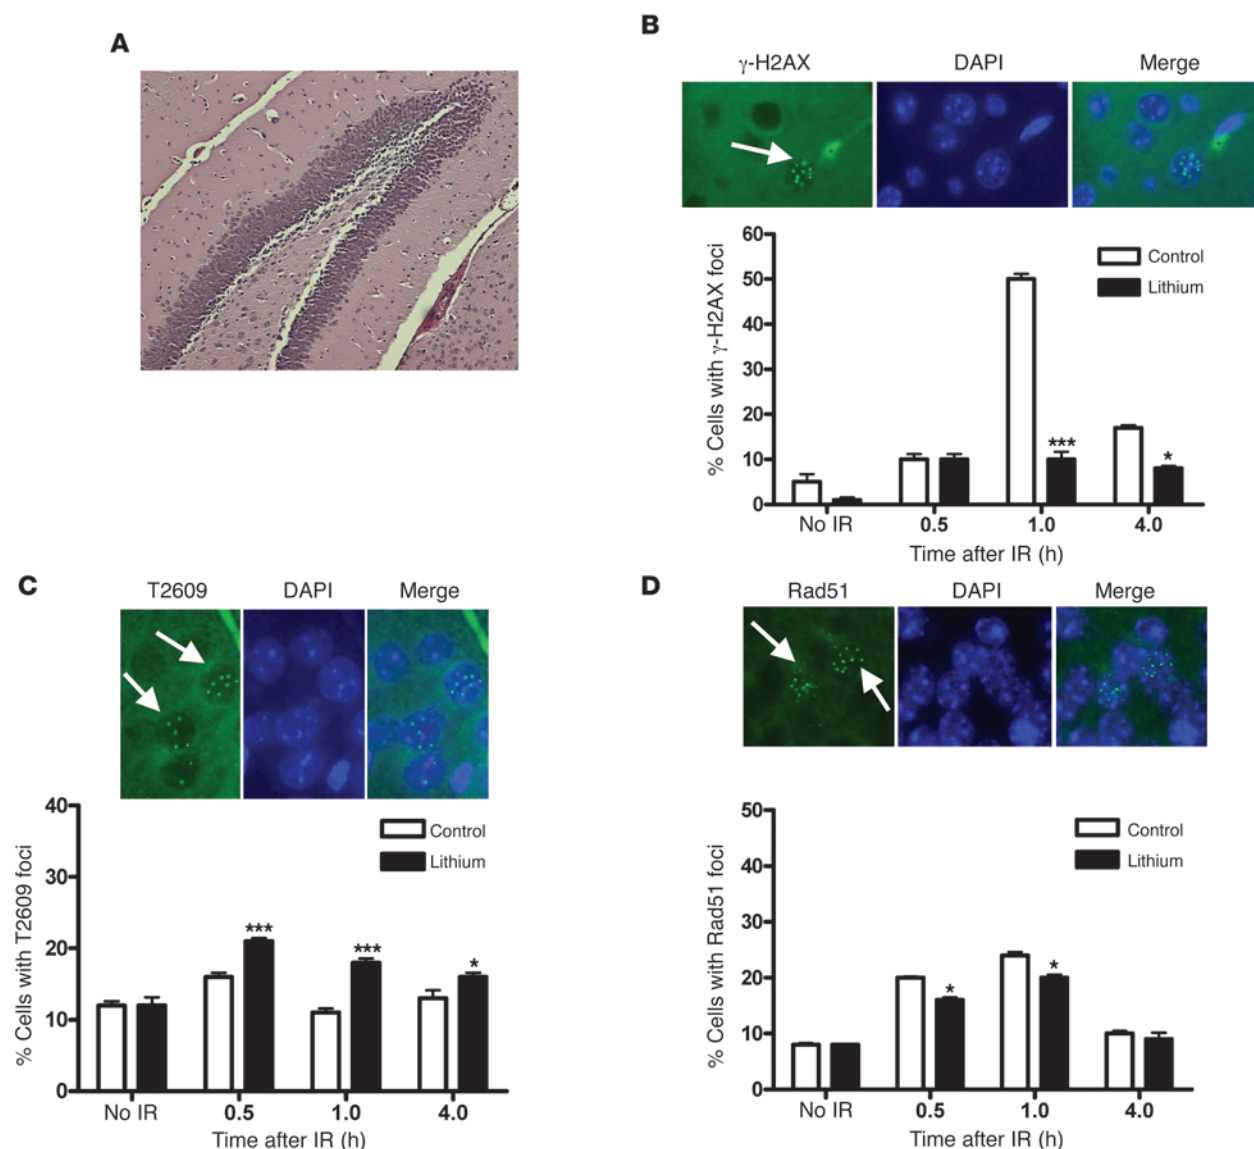 A
B
γ-H2AX DAPI Merge
% Cells with γ-H2AX foci
60
50
40
30
20
10
0
Control
Lithium
***
*
No IR 0.5 1.0 4.0
Time after IR (h)
C
T2609 DAPI Merge
% Cells with T2609 foci
40
30
20
10
0
Control
Lithium
***
***
*
No IR 0.5 1.0 4.0
Time after IR (h)
D
Rad51 DAPI Merge
% Cells with Rad51 foci
50
40
30
20
10
0
Control
Lithium
*
*
No IR 0.5 1.0 4.0
Time after IR (h)